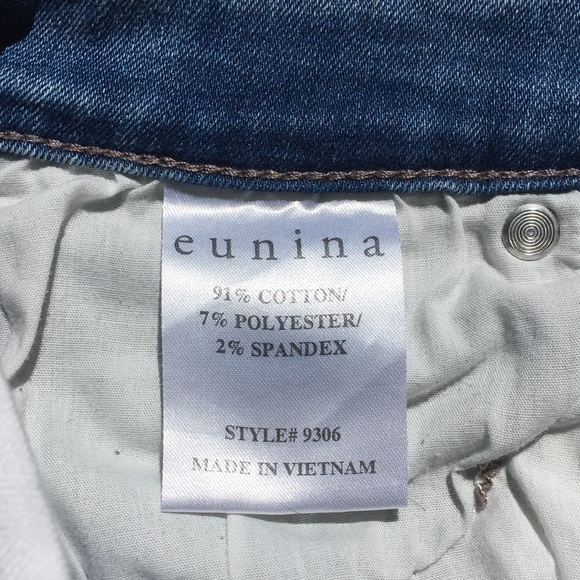 eunina
91% COTTON/
7% POLYESTER/
2% SPANDEX
STYLE# 9306
MADE IN VIETNAM